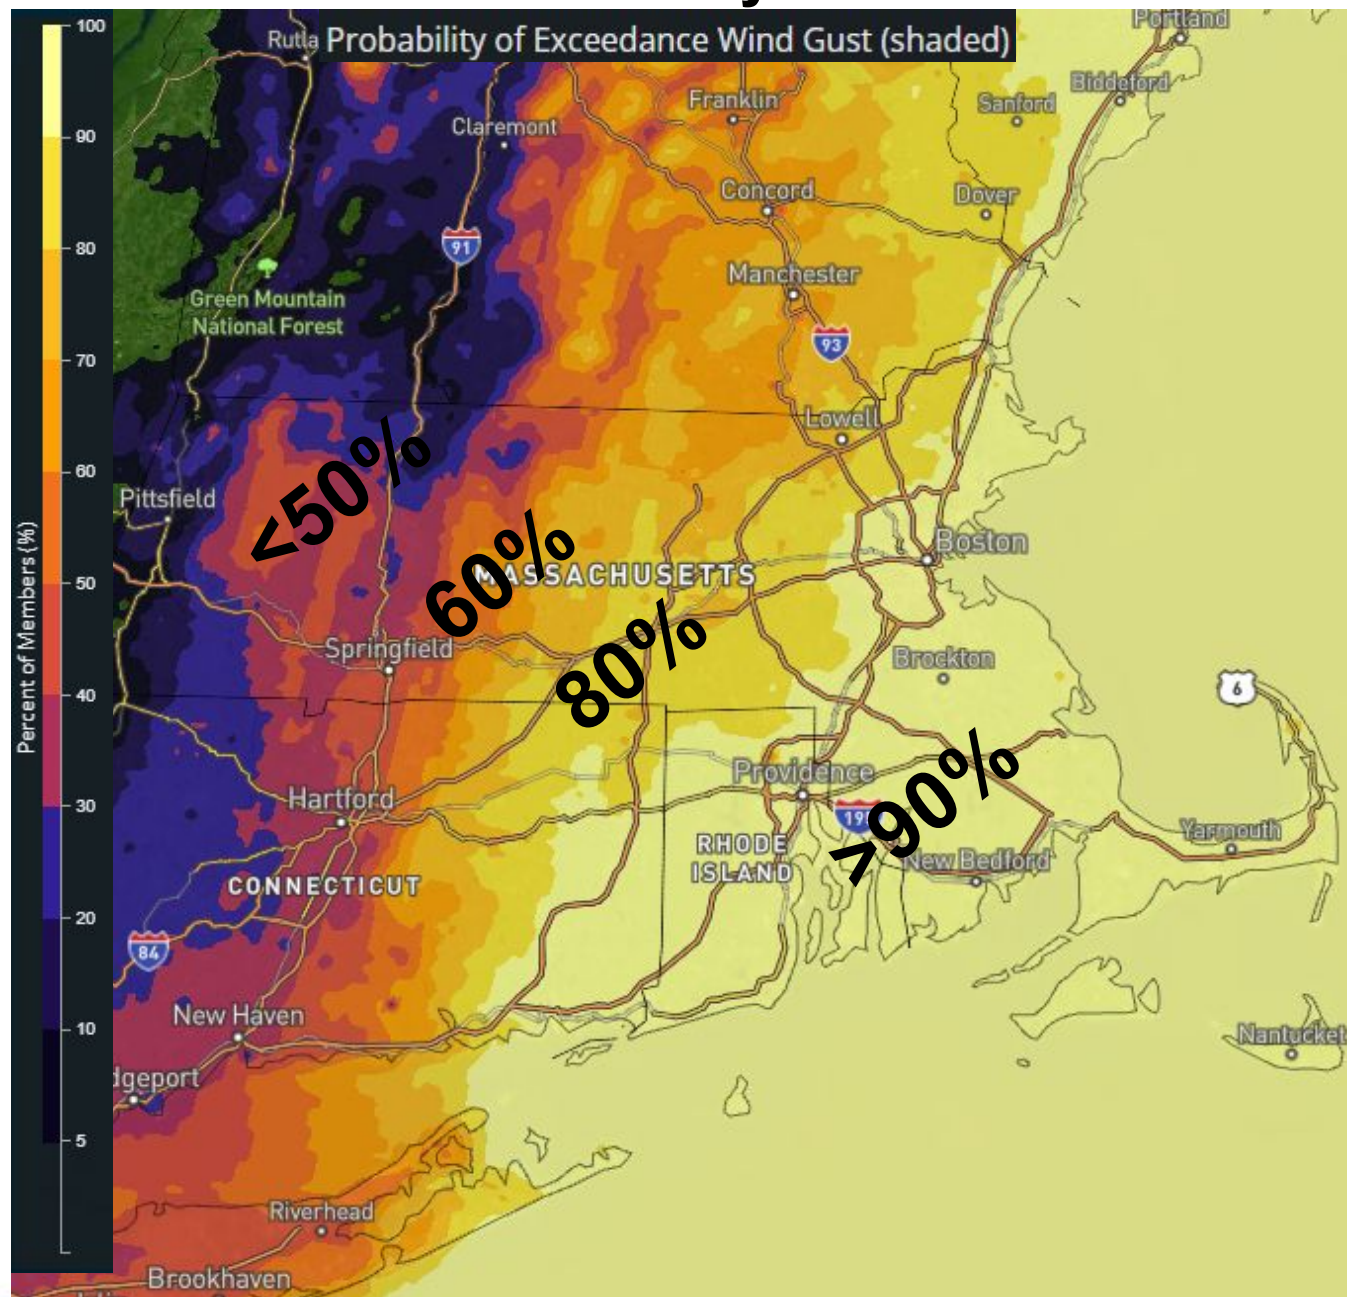 Probability of Exceedance Wind Gust (shaded)
Portland
100
Rutla
Biddeford
Franklin
Sanford
Claremont
90
Concord
Dover
80
91
Manchester
Green Mountain
National Forest
93
70
Lowell
<50%
60
Pittsfield
60%
Boston
MASSACHUSETTS
50
80%
Springfield
Brockton
6
40
Percent of Members (%)
Providence
>90%
Hartford
30
195
Yarmouth
RHODE
ISLAND
New Bedford
CONNECTICUT
20
84
New Haven
10
Nantucket
dgeport
5
Riverhead
Brookhaven